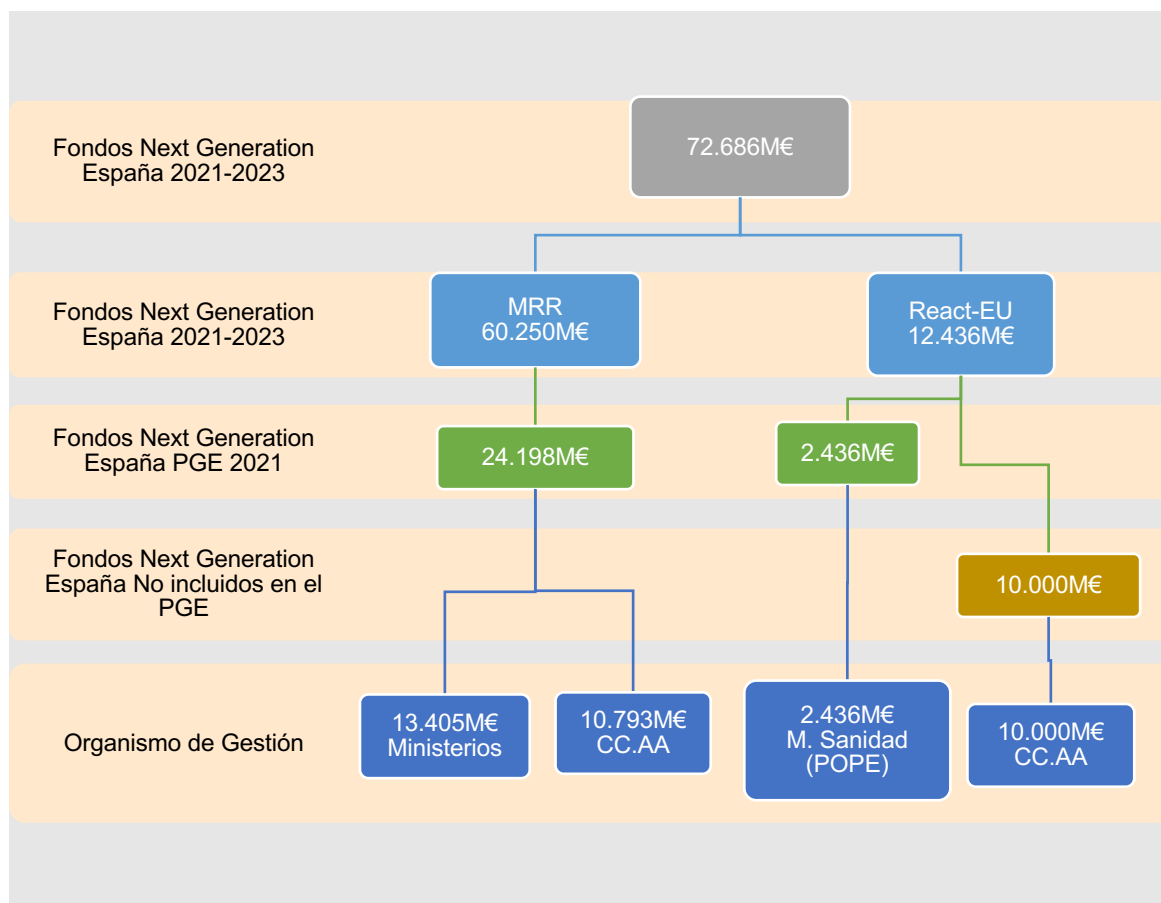 Fondos Next Generation
España 2021-2023
72.686M€
Fondos Next Generation
España 2021-2023
MRR
60.250M€
React-EU
12.436M€
Fondos Next Generation
España PGE 2021
24.198M€
2.436M€
Fondos Next Generation
España No incluidos en el
PGE
10.000M€
Organismo de Gestión
13.405M€
Ministerios
10.793M€
CC.AA
2.436M€
M. Sanidad
(POPE)
10.000M€
CC.AA